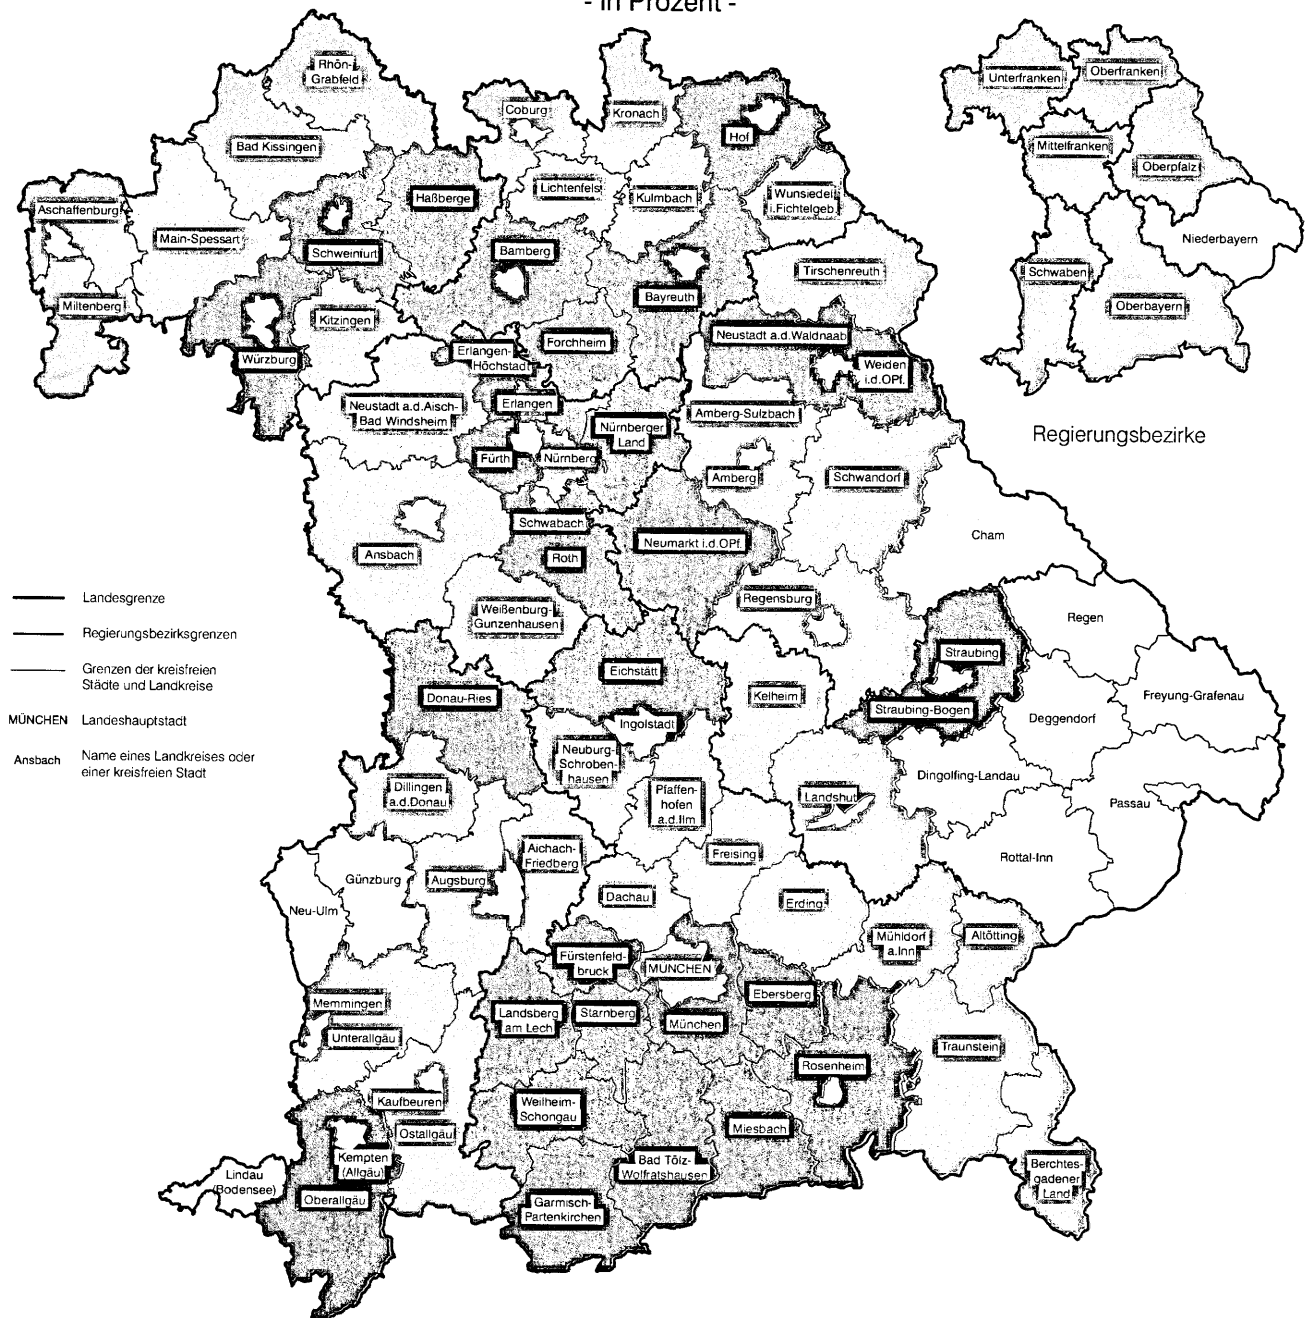 - in Prozent -
Rhön-
Grabfeld
Coburg
Kronach
Hof
Bad Kissingen
Lichtenfels
Kulmbach
Wunsiedel
i.Fichtelgeb.
Haßberge
Aschaffenburg
Main-Spessart
Schweinfurt
Bamberg
Tirschenreuth
Miltenberg
Kitzingen
Bayreuth
Würzburg
Erlangen-
Höchstadt
Forchheim
Neustadt a.d.Waldnaab
Weiden
i.d.OPf.
Neustadt a.d.Aisch-
Bad Windsheim
Erlangen
Nürnberger
Land
Amberg-Sulzbach
Fürth
Nürnberg
Amberg
Schwandorf
Schwabach
Roth
Neumarkt i.d.OPf.
Ansbach
Cham
Weißenburg-
Gunzenhausen
Regensburg
Regen
Eichstätt
Straubing
Donau-Ries
Kelheim
Straubing-Bogen
Freyung-Grafenau
Deggendorf
Ingolstadt
Neuburg-
Schroben-
hausen
Dillingen
a.d.Donau
Pfaffen-
hofen
a.d.Ilm
Landshut
Dingolfing-Landau
Passau
Aichach-
Friedberg
Freising
Rottal-Inn
Günzburg
Augsburg
Dachau
Erding
Neu-Ulm
Mühldorf
a.Inn
Altötting
Fürstenfeld-
bruck
MÜNCHEN
Ebersberg
Memmingen
Landsberg
am Lech
Starnberg
München
Unterallgäu
Traunstein
Rosenheim
Kaufbeuren
Weilheim-
Schongau
Miesbach
Ostallgäu
Kempten
(Allgäu)
Bad Tölz-
Wolfratshausen
Lindau
(Bodensee)
Oberallgäu
Garmisch-
Partenkirchen
Berchtes-
gadener
Land
Unterfranken
Oberfranken
Mittelfranken
Oberpfalz
Niederbayern
Schwaben
Oberbayern
Regierungsbezirke
Landesgrenze
Regierungsbezirksgrenzen
Grenzen der kreisfreien
Städte und Landkreise
MÜNCHEN Landeshauptstadt
Ansbach Name eines Landkreises oder
einer kreisfreien Stadt